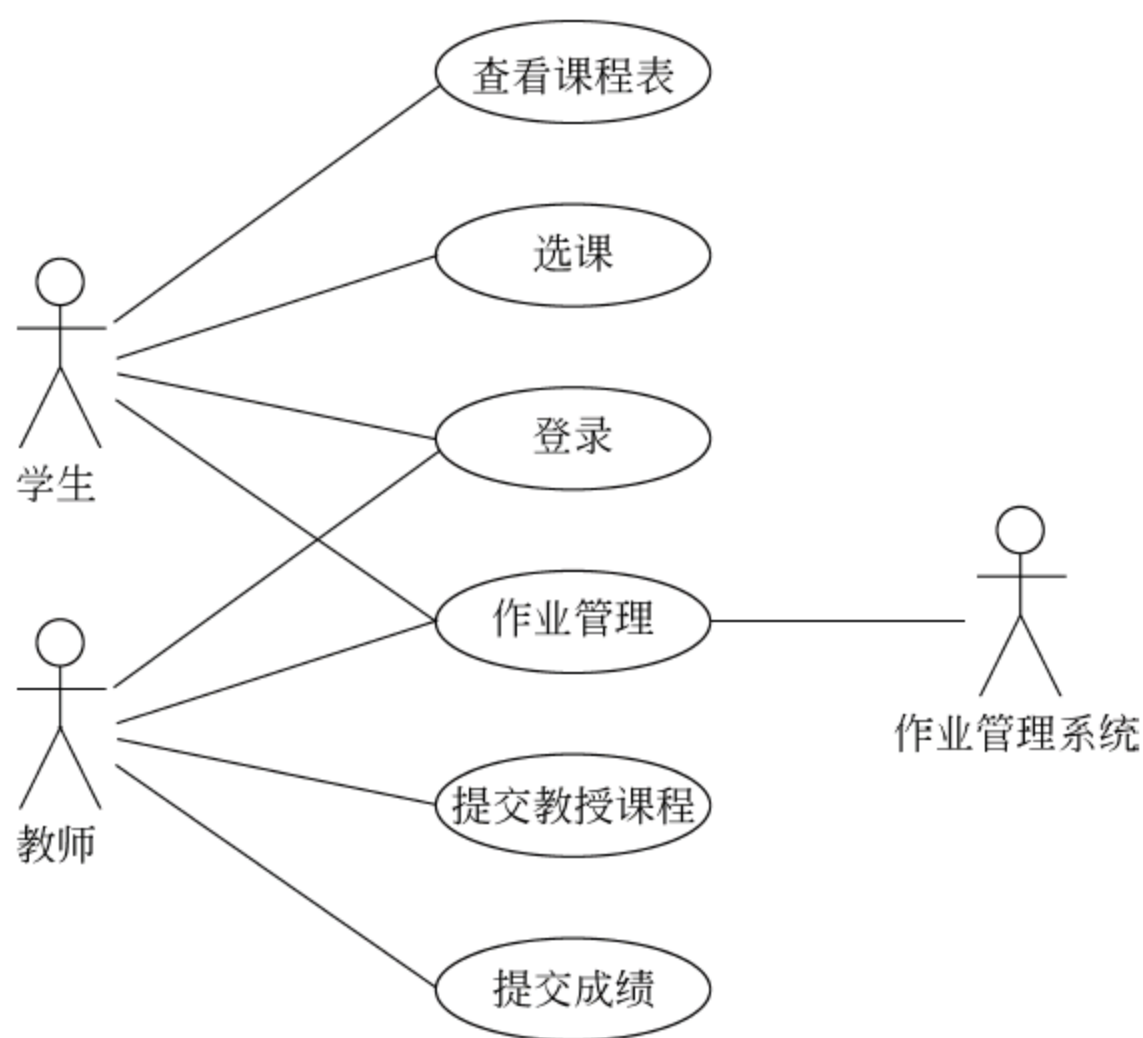 查看课程表
选课
登录
学生
作业管理
作业管理系统
提交教授课程
教师
提交成绩